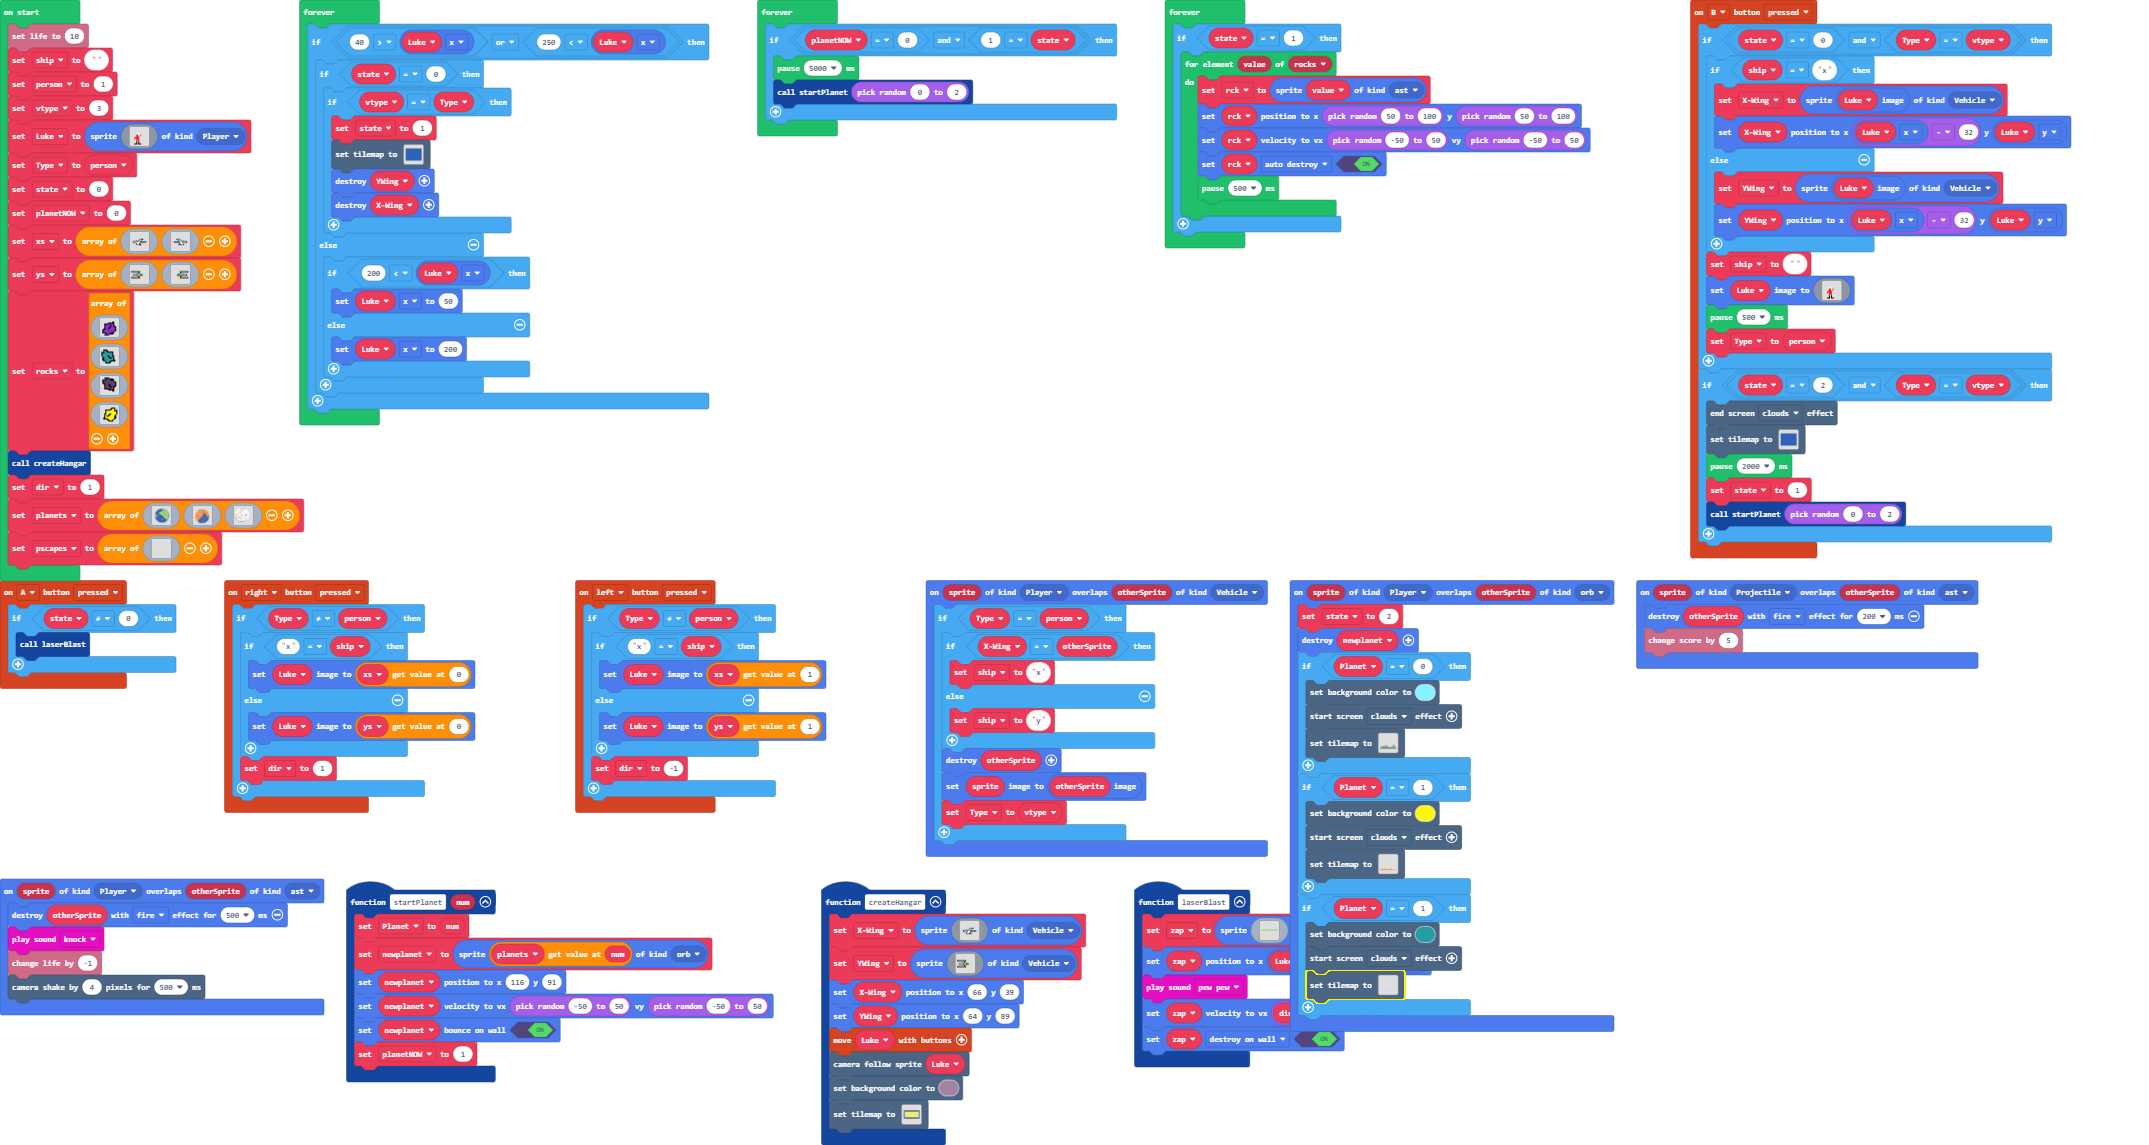 on start
set life to 10
set ship to " "
set person to 1
set vtype to 3
set Luke to sprite of kind Player
set Type to person
set state to 0
set planetNOW to 0
set xs to array of
set ys to array of
set rocks to array of
call createHangar
set dir to 1
set planets to array of
set pscapes to array of
forever
if 40 > Luke x or 250 < Luke x then
if state = 0 then
if vtype = Type then
set state to 1
set tilemap to
destroy YWing
destroy X-Wing
else
if 200 < Luke x then
set Luke x to 50
else
set Luke x to 200
forever
if planetNOW = 0 and 1 = state then
pause 5000 ms
call startPlanet pick random 0 to 2
forever
if state = 1 then
for element value of rocks
do set rck to sprite value of kind ast
set rck position to x pick random 50 to 100 y pick random 50 to 100
set rck velocity to vx pick random -50 to 50 vy pick random -50 to 50
set rck auto destroy ON
pause 500 ms
on B button pressed
if state = 0 and Type = vtype then
if ship = "x" then
set X-Wing to sprite Luke image of kind Vehicle
set X-Wing position to x Luke x - 32 y Luke y
else
set YWing to sprite Luke image of kind Vehicle
set YWing position to x Luke x - 32 y Luke y
set ship to " "
set Luke image to
pause 500 ms
set Type to person
if state = 2 and Type = vtype then
end screen clouds effect
set tilemap to
pause 2000 ms
set state to 1
call startPlanet pick random 0 to 2
on A button pressed
if state ≠ 0 then
call laserBlast
on right button pressed
if Type ≠ person then
if "x" = ship then
set Luke image to xs get value at 0
else
set Luke image to ys get value at 0
set dir to 1
on left button pressed
if Type ≠ person then
if "x" = ship then
set Luke image to xs get value at 1
else
set Luke image to ys get value at 1
set dir to -1
on sprite of kind Player overlaps otherSprite of kind Vehicle
if Type = person then
if X-Wing = otherSprite then
set ship to "x"
else
set ship to "y"
destroy otherSprite
set sprite image to otherSprite image
set Type to vtype
on sprite of kind Player overlaps otherSprite of kind orb
set state to 2
destroy newplanet
if Planet = 0 then
set background color to
start screen clouds effect
set tilemap to
if Planet = 1 then
set background color to
start screen clouds effect
set tilemap to
if Planet = 1 then
set background color to
start screen clouds effect
set tilemap to
on sprite of kind Projectile overlaps otherSprite of kind ast
destroy otherSprite with fire effect for 200 ms
change score by 5
on sprite of kind Player overlaps otherSprite of kind ast
destroy otherSprite with fire effect for 500 ms
play sound knock
change life by -1
camera shake by 4 pixels for 500 ms
function startPlanet num
set Planet to num
set newplanet to sprite planets get value at num of kind orb
set newplanet position to x 116 y 91
set newplanet velocity to vx pick random -50 to 50 vy pick random -50 to 50
set newplanet bounce on wall ON
set planetNOW to 1
function createHangar
set X-Wing to sprite of kind Vehicle
set YWing to sprite of kind Vehicle
set X-Wing position to x 66 y 39
set YWing position to x 64 y 89
move Luke with buttons
camera follow sprite Luke
set background color to
set tilemap to
function laserBlast
set zap to sprite
set zap position to x
play sound pew pew
set zap velocity to vx
set zap destroy on wall ON